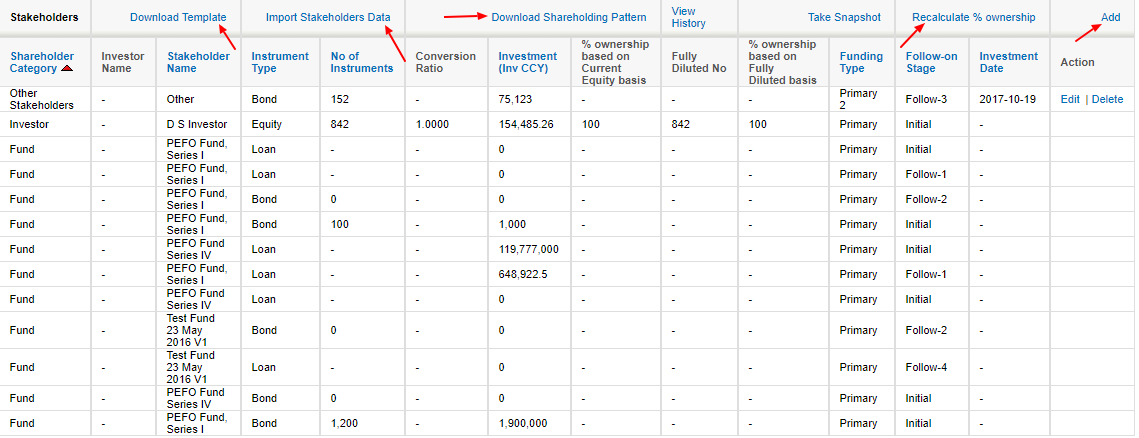 Stakeholders Download Template Import Stakeholders Data Download Shareholding Pattern View History Take Snapshot Recalculate % ownership Add
Shareholder Category Investor Name Stakeholder Name Instrument Type No of Instruments Conversion Ratio Investment (Inv CCY) % ownership based on Current Equity basis Fully Diluted No % ownership based on Fully Diluted basis Funding Type Follow-on Stage Investment Date Action
Other Stakeholders - Other Bond 152 - 75,123 - - - Primary 2 Follow-3 2017-10-19 Edit | Delete
Investor - D S Investor Equity 842 1.0000 154,485.26 100 842 100 Primary Initial -
Fund - PEFO Fund, Series I Loan - - 0 - - - Primary Initial -
Fund - PEFO Fund, Series I Loan - - 0 - - - Primary Follow-1 -
Fund - PEFO Fund, Series I Bond 0 - 0 - - - Primary Follow-2 -
Fund - PEFO Fund, Series I Bond 100 - 1,000 - - - Primary Initial -
Fund - PEFO Fund Series IV Loan - - 119,777,000 - - - Primary Initial -
Fund - PEFO Fund, Series I Loan - - 648,922.5 - - - Primary Follow-1 -
Fund - PEFO Fund Series IV Loan - - 0 - - - Primary Initial -
Fund - Test Fund 23 May 2016 V1 Bond 0 - 0 - - - Primary Follow-2 -
Fund - Test Fund 23 May 2016 V1 Loan - - 0 - - - Primary Follow-4 -
Fund - PEFO Fund Series IV Bond 0 - 0 - - - Primary Initial -
Fund - PEFO Fund, Series I Bond 1,200 - 1,900,000 - - - Primary Initial -